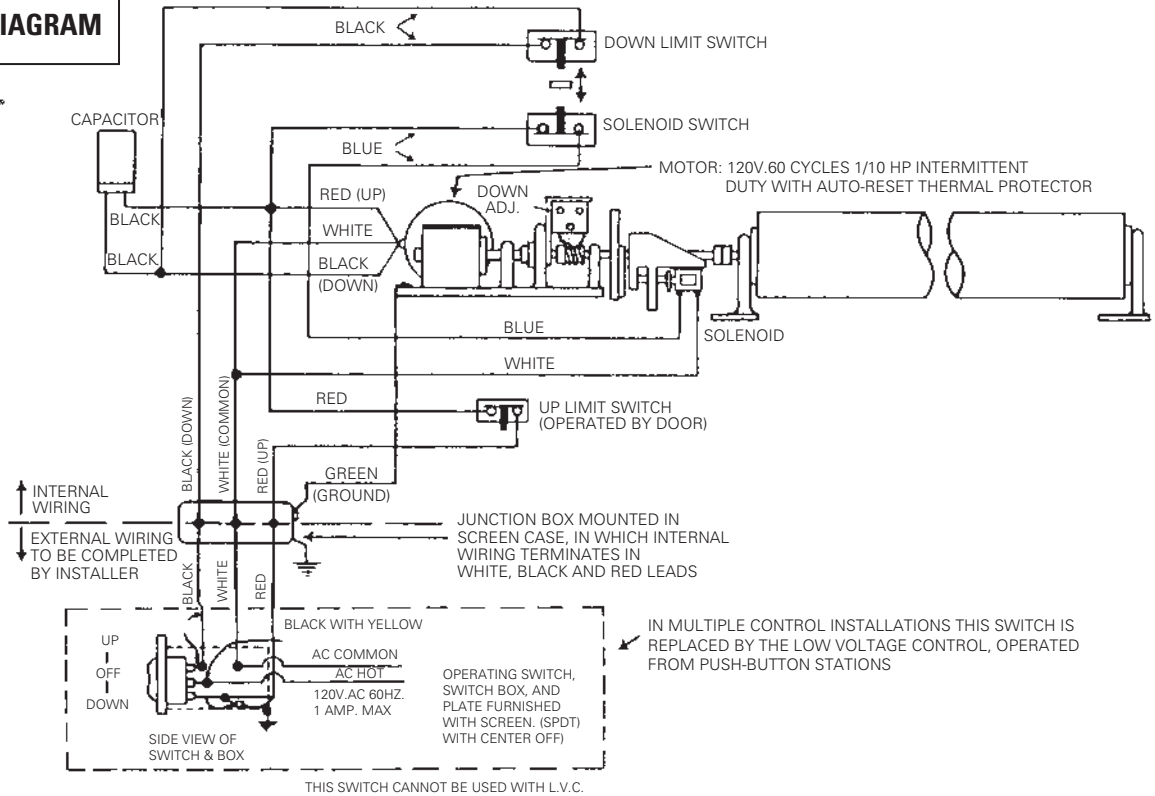 IAGRAM
BLACK
DOWN LIMIT SWITCH
CAPACITOR
SOLENOID SWITCH
BLUE
MOTOR: 120V.60 CYCLES 1/10 HP INTERMITTENT
DUTY WITH AUTO-RESET THERMAL PROTECTOR
RED (UP)
DOWN
ADJ.
BLACK
WHITE
BLACK
BLACK
(DOWN)
BLUE
SOLENOID
WHITE
RED
UP LIMIT SWITCH
(OPERATED BY DOOR)
BLACK (DOWN)
WHITE (COMMON)
RED (UP)
GREEN
(GROUND)
INTERNAL
WIRING
EXTERNAL WIRING
TO BE COMPLETED
BY INSTALLER
JUNCTION BOX MOUNTED IN
SCREEN CASE, IN WHICH INTERNAL
WIRING TERMINATES IN
WHITE, BLACK AND RED LEADS
BLACK
WHITE
RED
BLACK WITH YELLOW
UP
OFF
DOWN
AC COMMON
AC HOT
120V.AC 60HZ.
1 AMP. MAX
OPERATING SWITCH,
SWITCH BOX, AND
PLATE FURNISHED
WITH SCREEN. (SPDT)
WITH CENTER OFF)
IN MULTIPLE CONTROL INSTALLATIONS THIS SWITCH IS
REPLACED BY THE LOW VOLTAGE CONTROL, OPERATED
FROM PUSH-BUTTON STATIONS
SIDE VIEW OF
SWITCH & BOX
THIS SWITCH CANNOT BE USED WITH L.V.C.